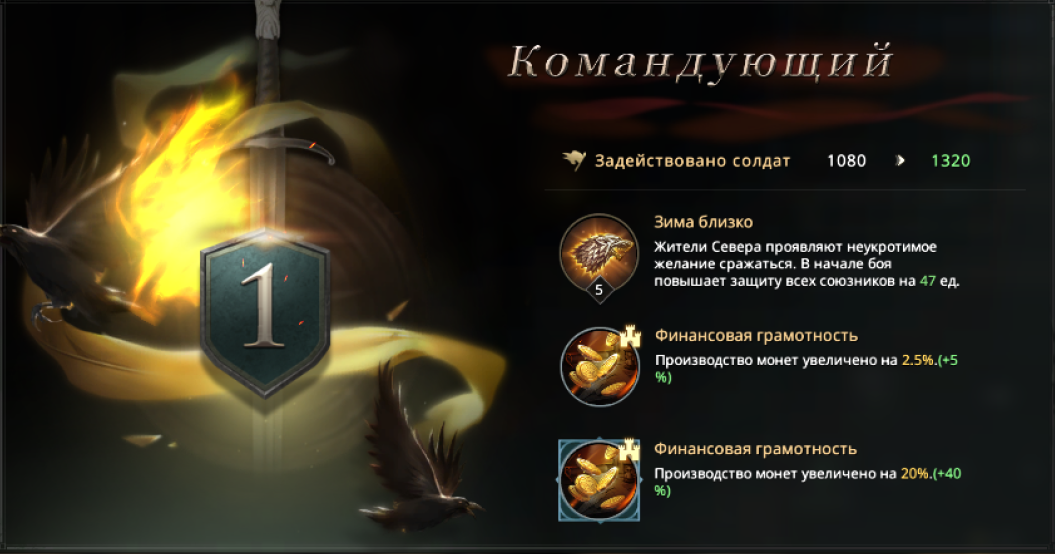 Командующий
1
Задействовано солдат 1080 1320
Зима близко
Жители Севера проявляют неукротимое
желание сражаться. В начале боя
повышает защиту всех союзников на 47 ед.
5
Финансовая грамотность
Производство монет увеличено на 2.5%.(+5
%)
Финансовая грамотность
Производство монет увеличено на 20%.(+40
%)